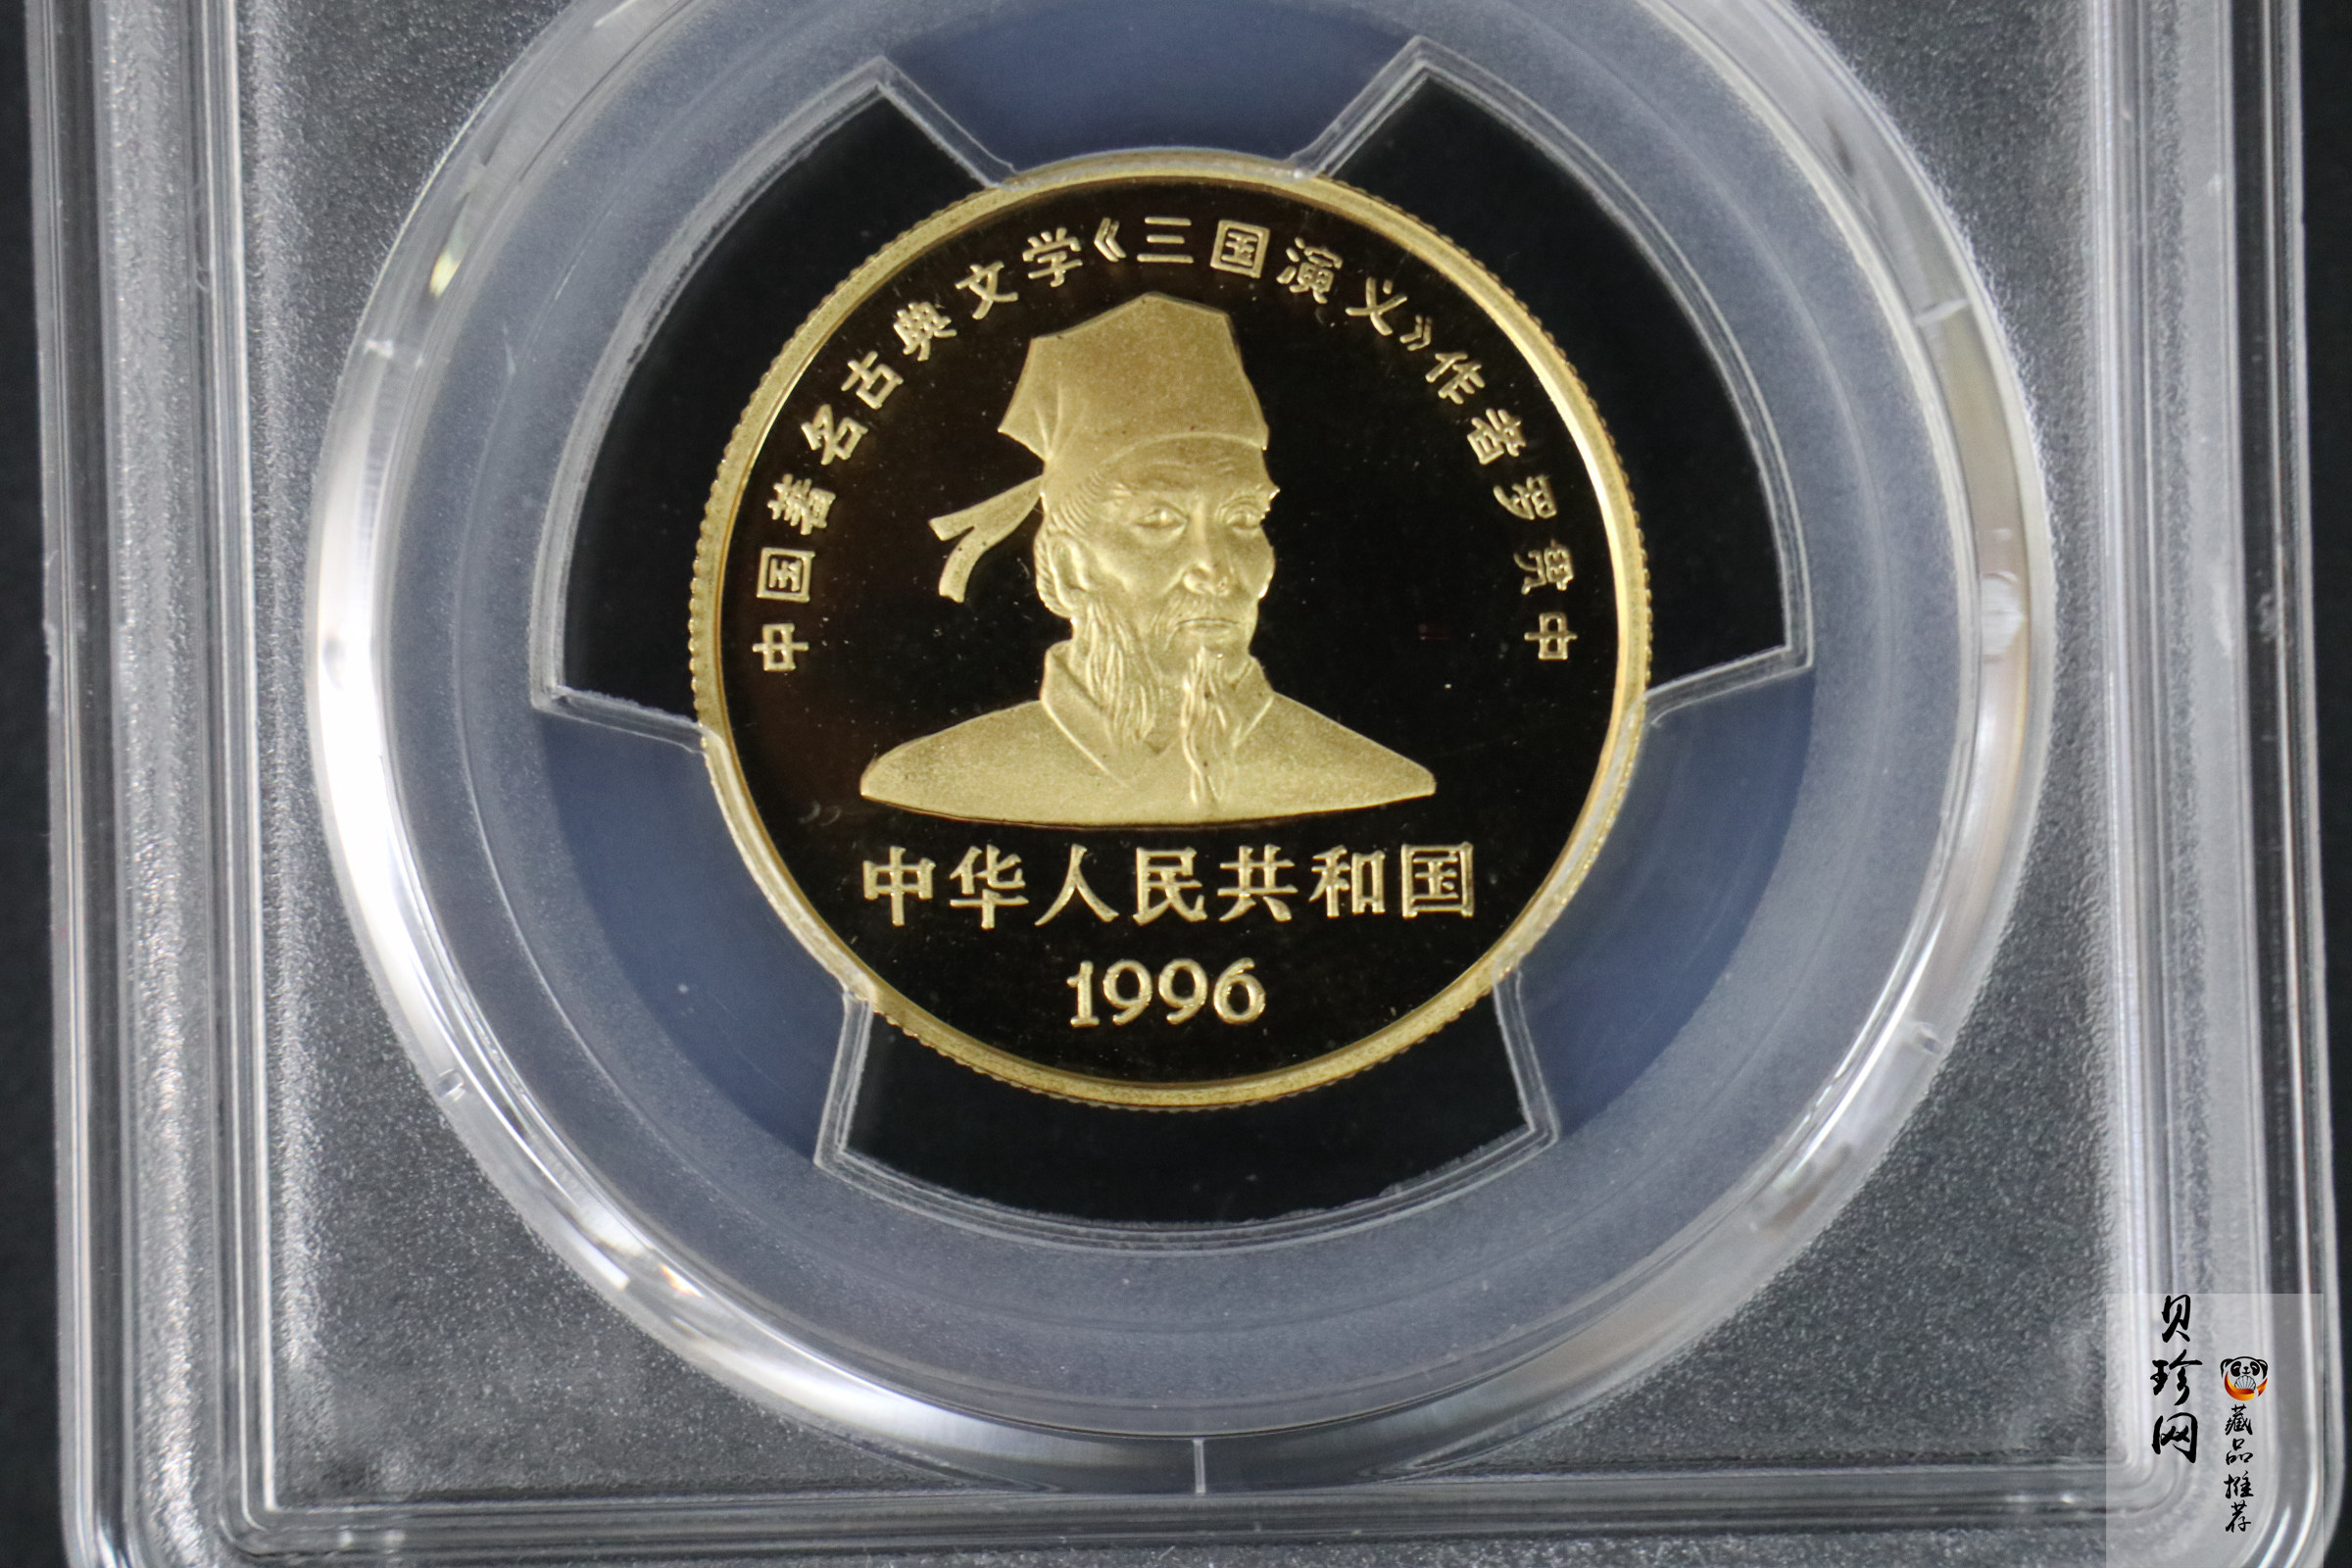 中国著名古典文学《三国演义》作者罗贯中
中华人民共和国
1996
贝珍网
藏品推荐